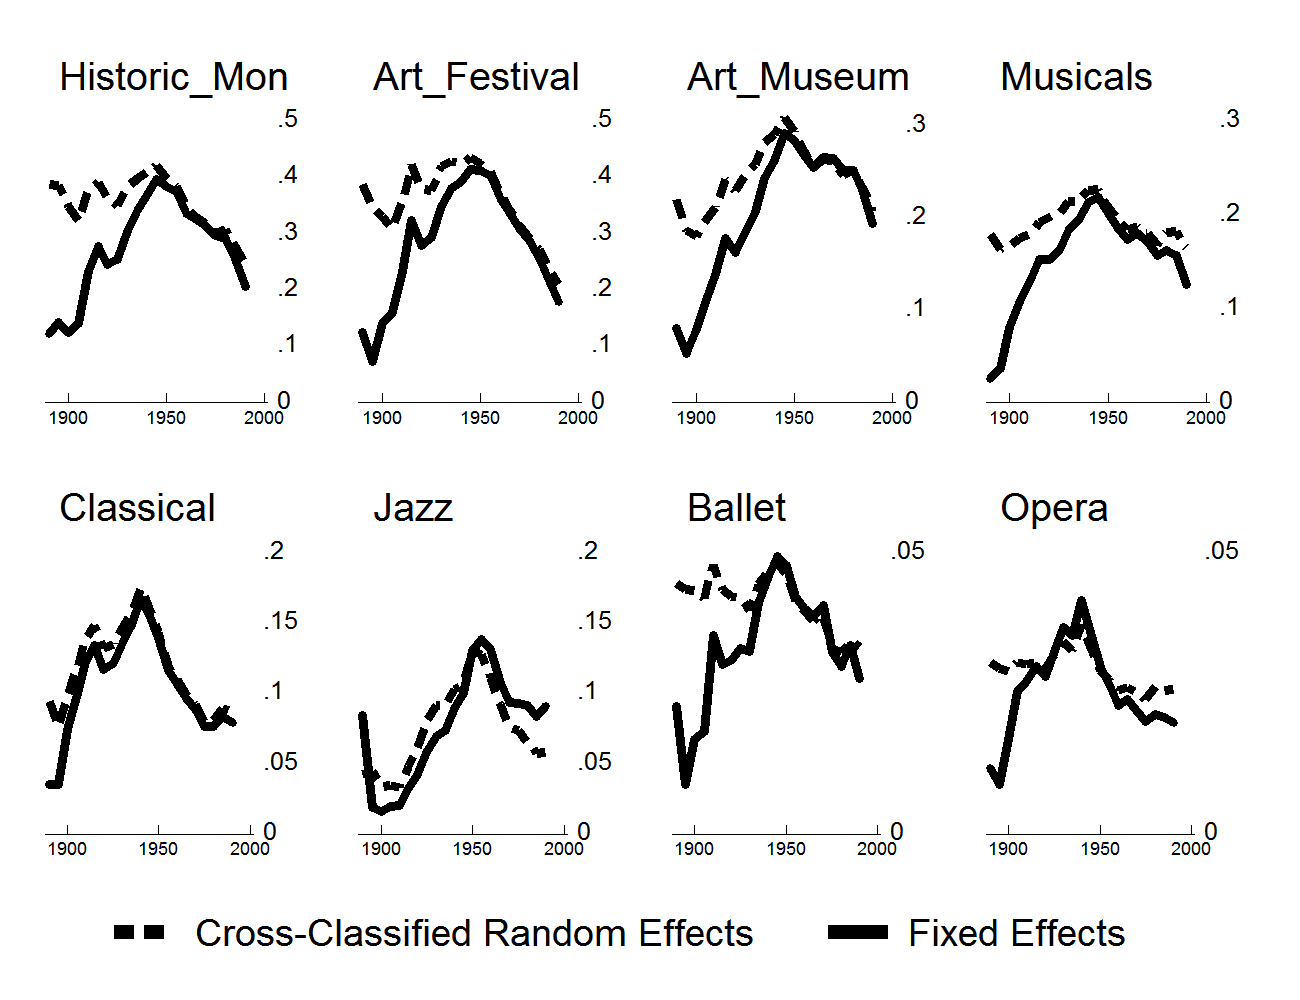 Historic_Mon Art_Festival Art_Museum Musicals
.5 .5 .3 .3
.4 .4
.3 .3 .2 .2
.2 .2
.1 .1 .1 .1
0 0 0 0
1900 1950 2000 1900 1950 2000 1900 1950 2000 1900 1950 2000
Classical Jazz Ballet Opera
.2 .2 .05 .05
.15 .15
.1 .1
.05 .05
0 0 0 0
1900 1950 2000 1900 1950 2000 1900 1950 2000 1900 1950 2000
Cross-Classified Random Effects Fixed Effects